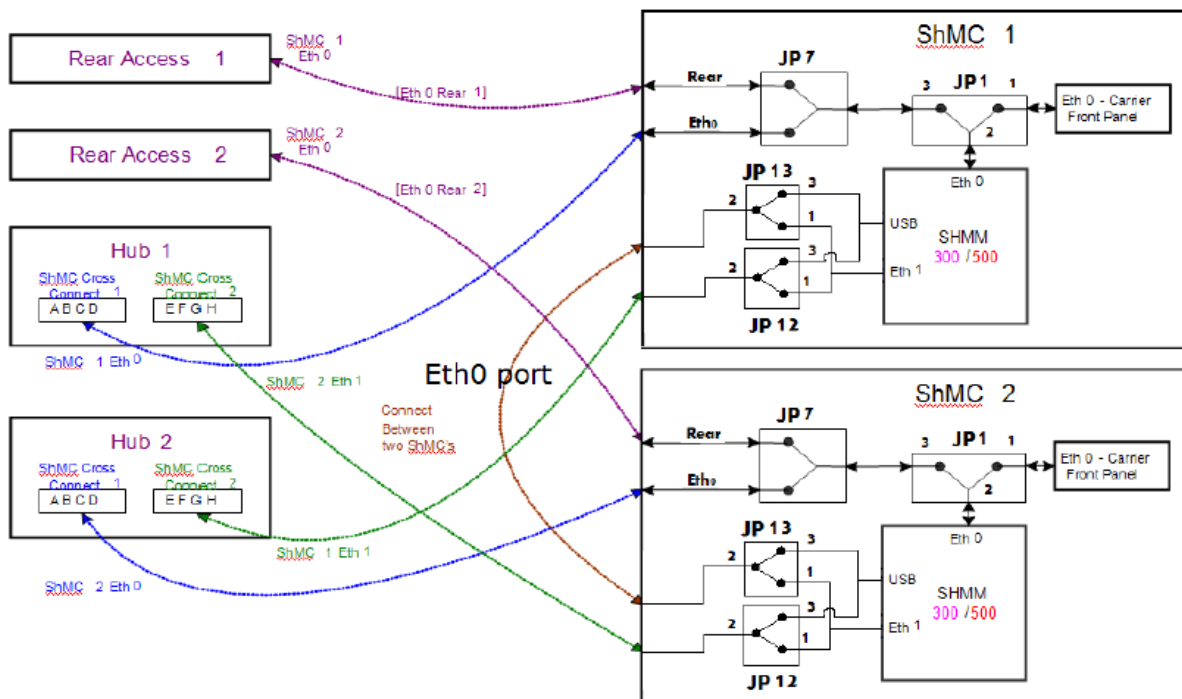 Rear Access 1
ShMC 1
Eth 0
[Eth 0 Rear 1]
Rear Access 2
ShMC 2
Eth 0
[Eth 0 Rear 2]
Hub 1
ShMC Cross
Connect 1
A B C D
ShMC Cross
Connect 2
E F G H
ShMC 1 Eth 0
ShMC 2 Eth 1
Eth0 port
Connect
Between
two ShMC's
Hub 2
ShMC Cross
Connect 1
A B C D
ShMC Cross
Connect 2
E F G H
ShMC 1 Eth 1
ShMC 2 Eth 0
ShMC 1
JP 7
Rear
Eth0
3
JP 1
1
2
Eth 0 - Carrier
Front Panel
Eth 0
JP 13
2
3
1
USB
SHMM
300 / 500
Eth 1
2
3
1
JP 12
ShMC 2
JP 7
Rear
Eth0
3
JP 1
1
2
Eth 0 - Carrier
Front Panel
Eth 0
JP 13
2
3
1
USB
SHMM
300 / 500
Eth 1
2
3
1
JP 12